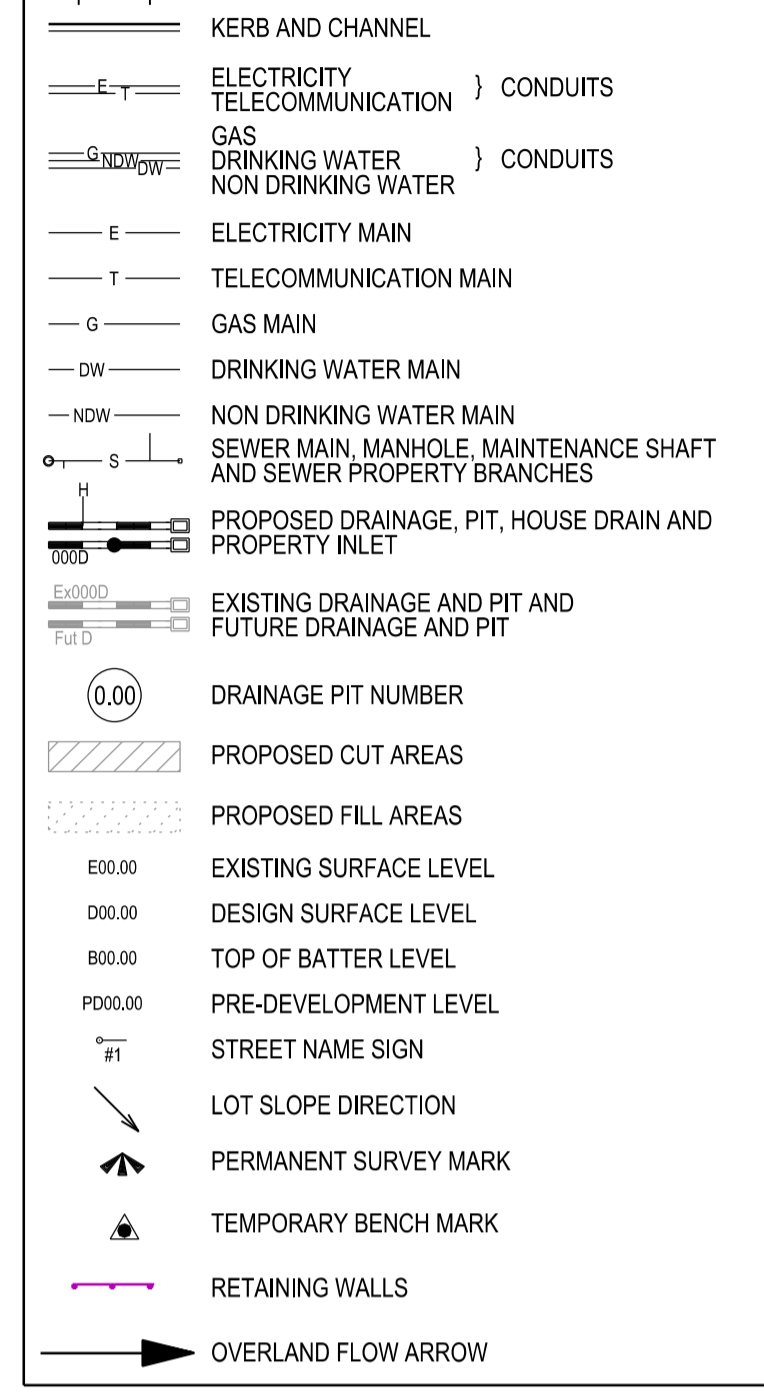 KERB AND CHANNEL
E T ELECTRICITY
TELECOMMUNICATION } CONDUITS
G NDW DW GAS
DRINKING WATER
NON DRINKING WATER } CONDUITS
E ELECTRICITY MAIN
T TELECOMMUNICATION MAIN
G GAS MAIN
DW DRINKING WATER MAIN
NDW NON DRINKING WATER MAIN
S SEWER MAIN, MANHOLE, MAINTENANCE SHAFT
AND SEWER PROPERTY BRANCHES
H
PROPOSED DRAINAGE, PIT, HOUSE DRAIN AND
000D PROPERTY INLET
Ex000D EXISTING DRAINAGE AND PIT AND
Fut D FUTURE DRAINAGE AND PIT
0.00 DRAINAGE PIT NUMBER
PROPOSED CUT AREAS
PROPOSED FILL AREAS
E00.00 EXISTING SURFACE LEVEL
D00.00 DESIGN SURFACE LEVEL
B00.00 TOP OF BATTER LEVEL
PD00.00 PRE-DEVELOPMENT LEVEL
#1 STREET NAME SIGN
LOT SLOPE DIRECTION
PERMANENT SURVEY MARK
TEMPORARY BENCH MARK
RETAINING WALLS
OVERLAND FLOW ARROW